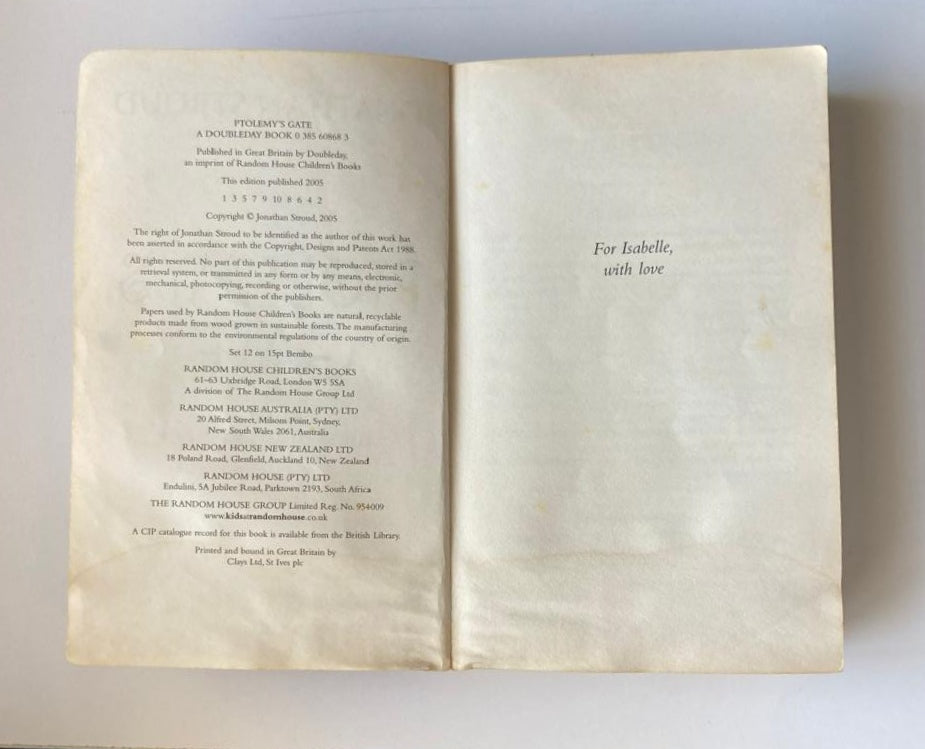 PTOLEMY'S GATE
A DOUBLEDAY BOOK 0 385 60868 3
Published in Great Britain by Doubleday,
an imprint of Random House Children's Books
This edition published 2005
1 3 5 7 9 10 8 6 4 2
Copyright © Jonathan Stroud, 2005
The right of Jonathan Stroud to be identified as the author of this work has
been asserted in accordance with the Copyright, Designs and Patents Act 1988.
All rights reserved. No part of this publication may be reproduced, stored in a
retrieval system, or transmitted in any form or by any means, electronic,
mechanical, photocopying, recording or otherwise, without the prior
permission of the publishers.
Papers used by Random House Children's Books are natural, recyclable
products made from wood grown in sustainable forests. The manufacturing
processes conform to the environmental regulations of the country of origin.
Set 12 on 15pt Bembo
RANDOM HOUSE CHILDREN'S BOOKS
61–63 Uxbridge Road, London W5 5SA
A division of The Random House Group Ltd
RANDOM HOUSE AUSTRALIA (PTY) LTD
20 Alfred Street, Milsons Point, Sydney,
New South Wales 2061, Australia
RANDOM HOUSE NEW ZEALAND LTD
18 Poland Road, Glenfield, Auckland 10, New Zealand
RANDOM HOUSE (PTY) LTD
Endulini, 5A Jubilee Road, Parktown 2193, South Africa
THE RANDOM HOUSE GROUP Limited Reg. No. 954009
www.kidsatrandomhouse.co.uk
A CIP catalogue record for this book is available from the British Library.
Printed and bound in Great Britain by
Clays Ltd, St Ives plc
For Isabelle,
with love